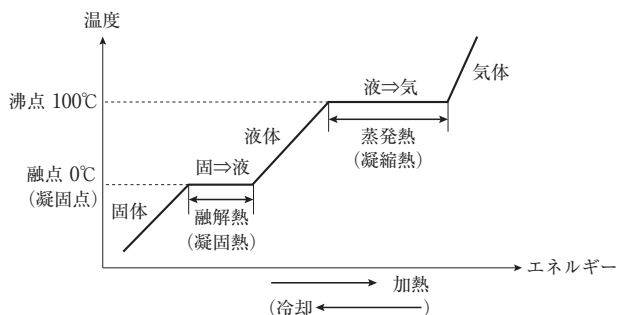 温度
沸点 100℃
液⇒気
気体
蒸発熱
(凝縮熱)
液体
融点 0℃
(凝固点)
固⇒液
固体
融解熱
(凝固熱)
エネルギー
加熱
(冷却 )